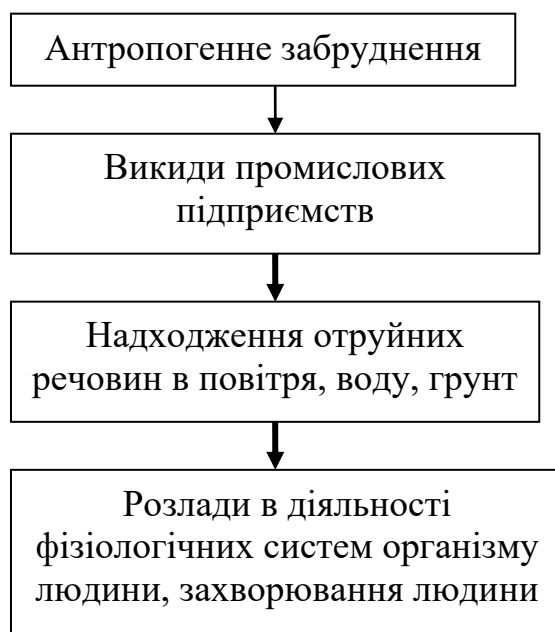 Антропогенне забруднення
Викиди промислових
підприємств
Надходження отруйних
речовин в повітря, воду, грунт
Розлади в діяльності
фізіологічних систем організму
людини, захворювання людини